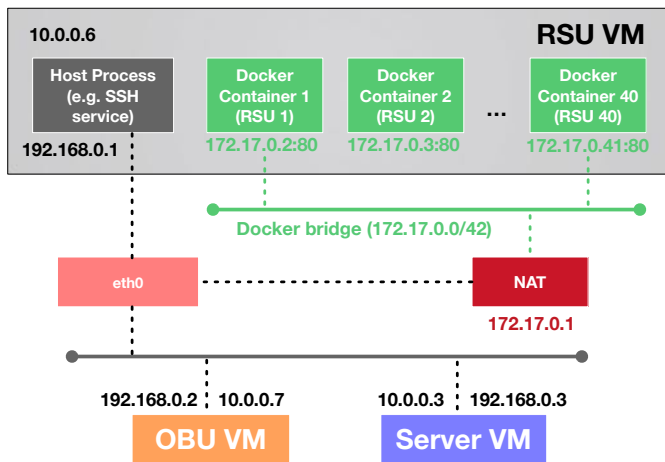 10.0.0.6
RSU VM
Host Process
(e.g. SSH
service)
Docker
Container 1
(RSU 1)
Docker
Container 2
(RSU 2)
...
Docker
Container 40
(RSU 40)
192.168.0.1
172.17.0.2:80
172.17.0.3:80
172.17.0.41:80
Docker bridge (172.17.0.0/42)
eth0
NAT
172.17.0.1
192.168.0.2
10.0.0.7
10.0.0.3
192.168.0.3
OBU VM
Server VM